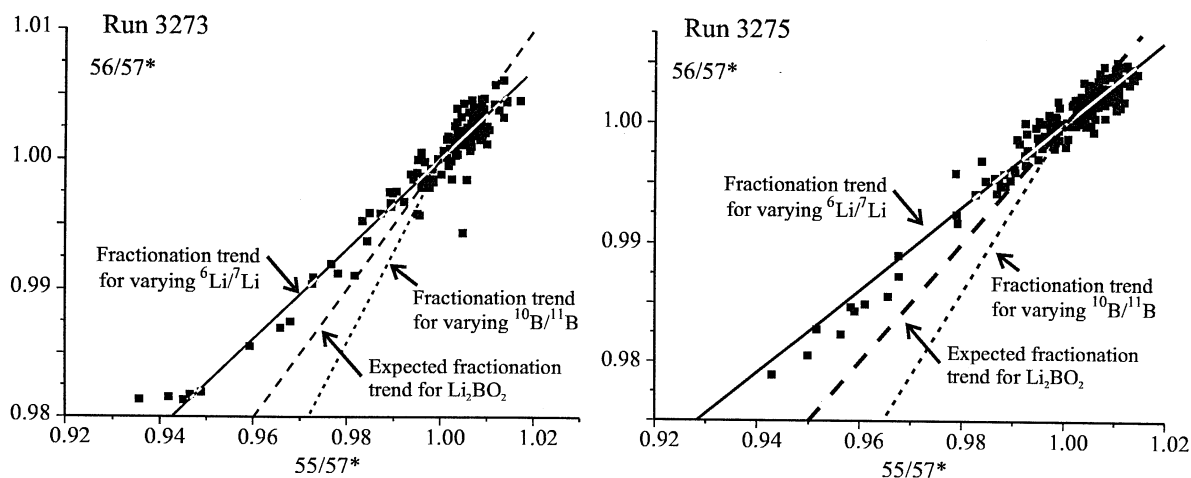 Run 3273
56/57*
1.01
1.00
0.99
0.98
Fractionation trend
for varying ⁶Li/⁷Li
Fractionation trend
for varying ¹⁰B/¹¹B
Expected fractionation
trend for Li₂BO₂
0.92 0.94 0.96 0.98 1.00 1.02
55/57*
Run 3275
56/57*
1.00
0.99
0.98
Fractionation trend
for varying ⁶Li/⁷Li
Fractionation trend
for varying ¹⁰B/¹¹B
Expected fractionation
trend for Li₂BO₂
0.92 0.94 0.96 0.98 1.00 1.02
55/57*